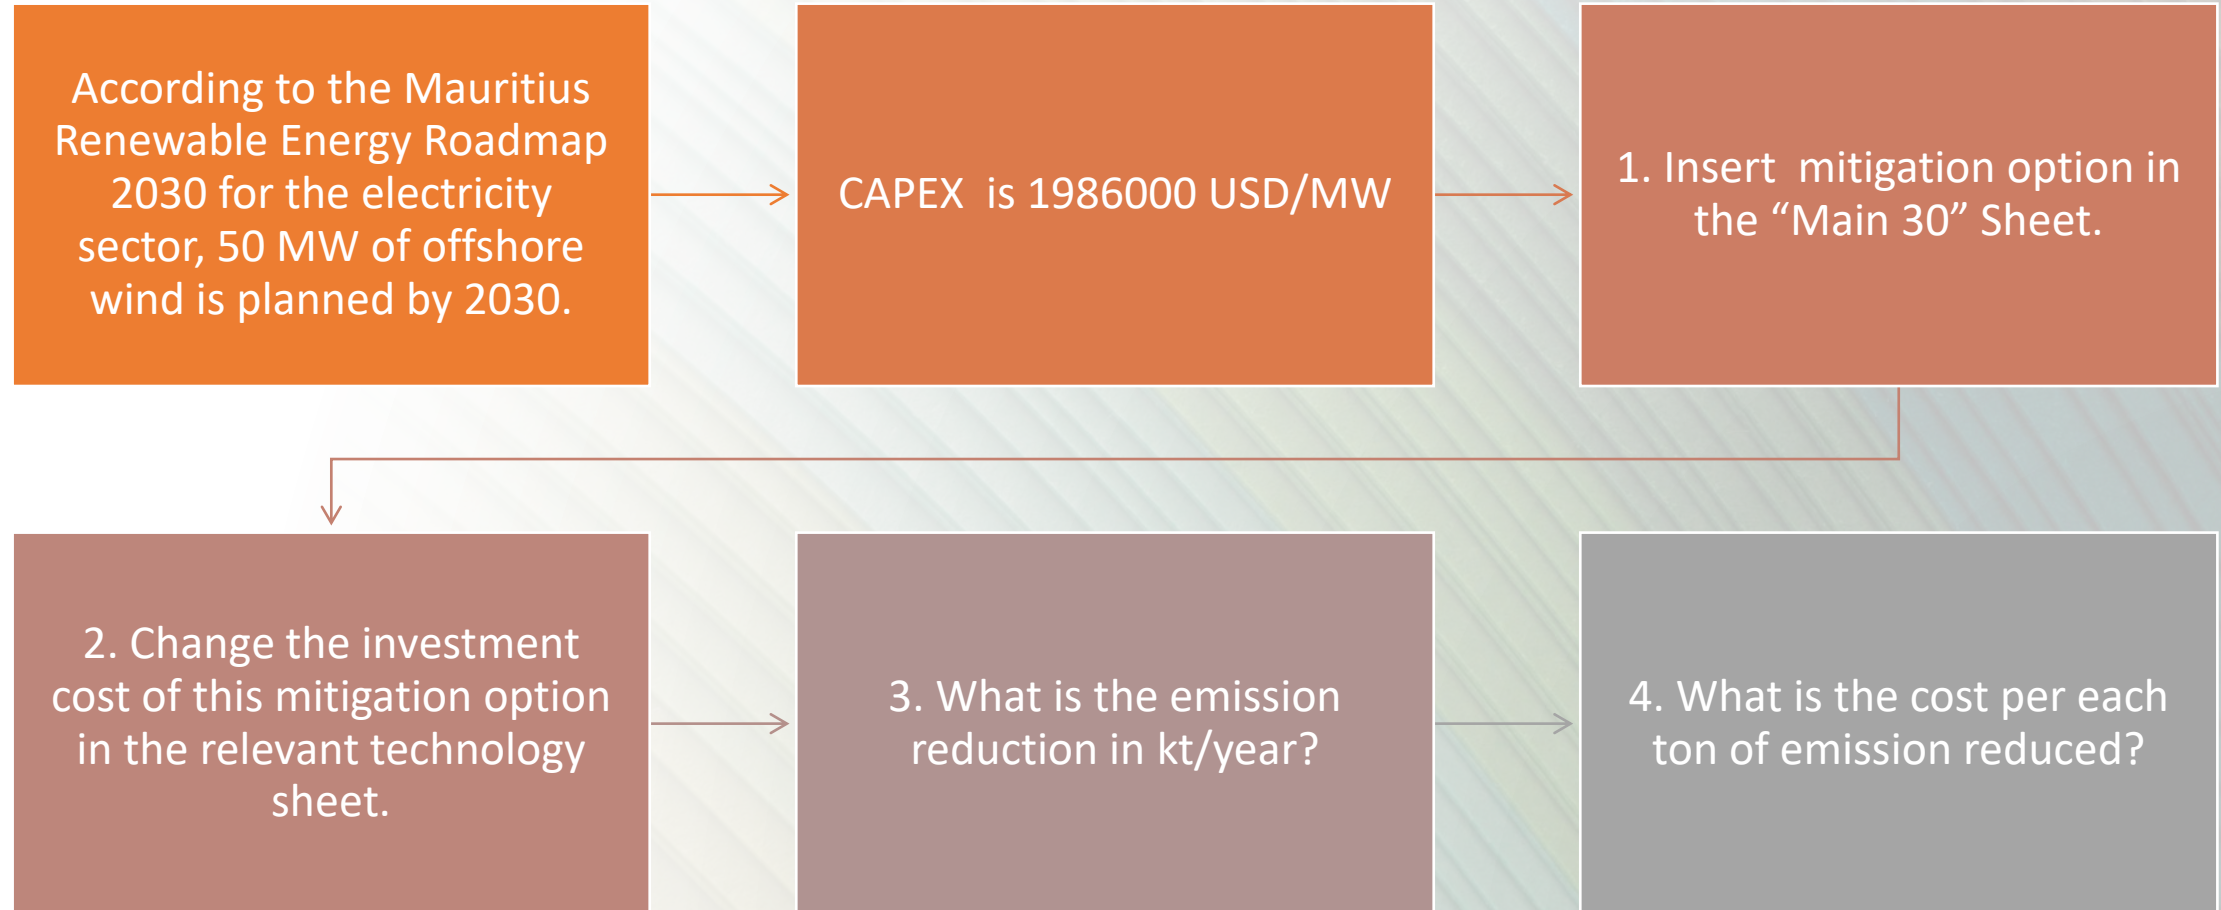 According to the Mauritius
Renewable Energy Roadmap
2030 for the electricity
sector, 50 MW of offshore
wind is planned by 2030.
CAPEX  is 1986000 USD/MW
1. Insert  mitigation option in
the “Main 30” Sheet.
2. Change the investment
cost of this mitigation option
in the relevant technology
sheet.
3. What is the emission
reduction in kt/year?
4. What is the cost per each
ton of emission reduced?